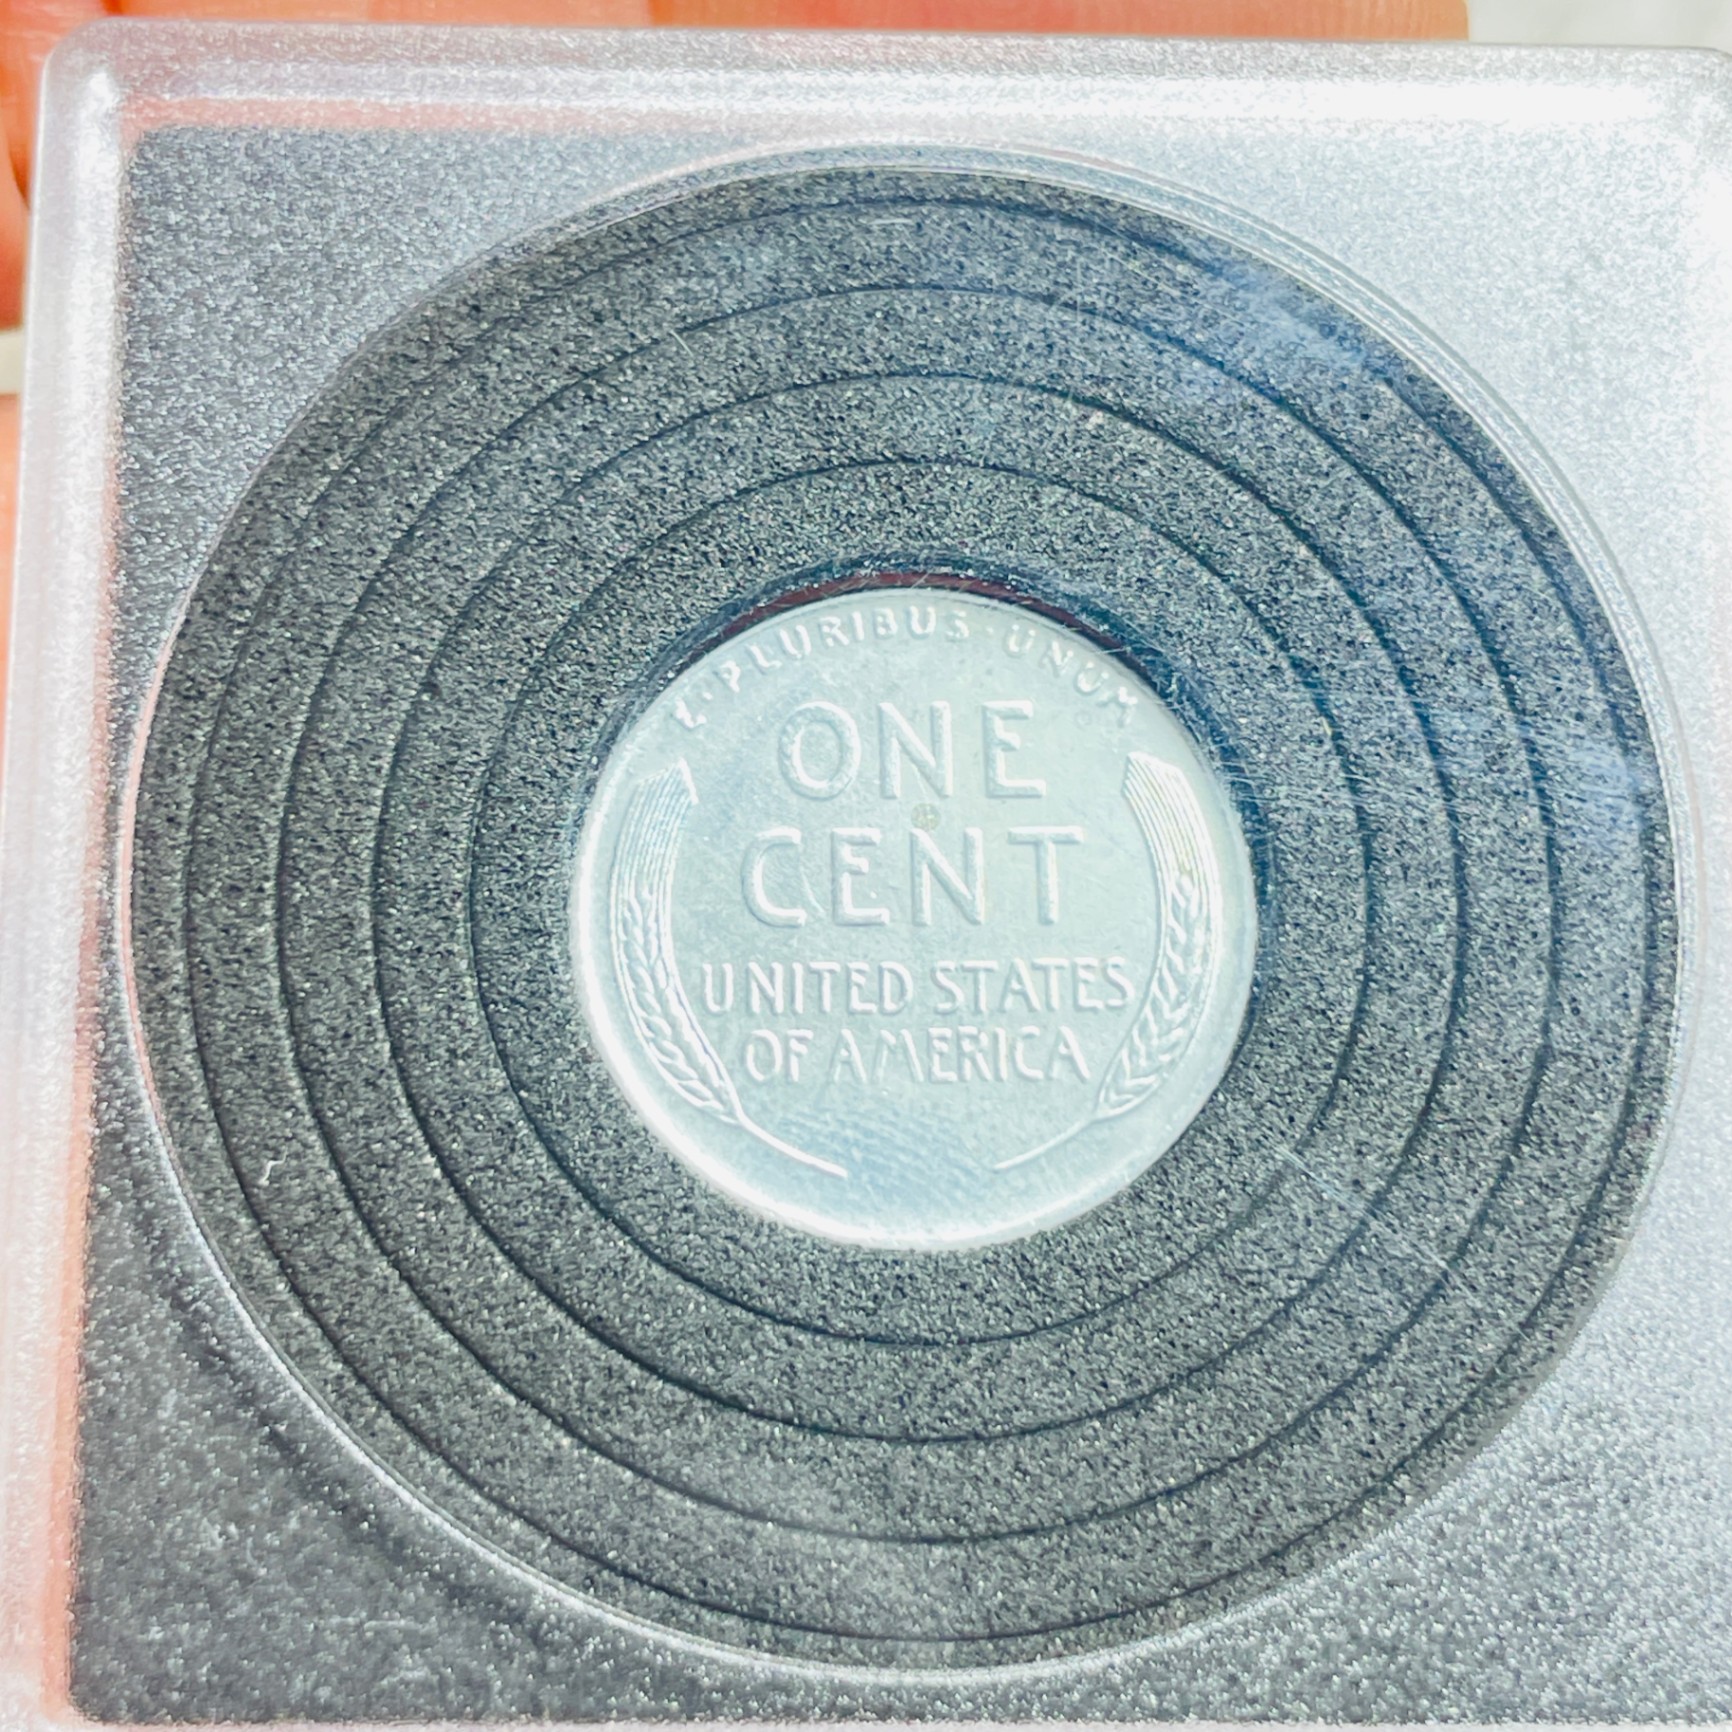 E·PLURIBUS·UNUM
ONE
CENT
UNITED STATES
OF AMERICA